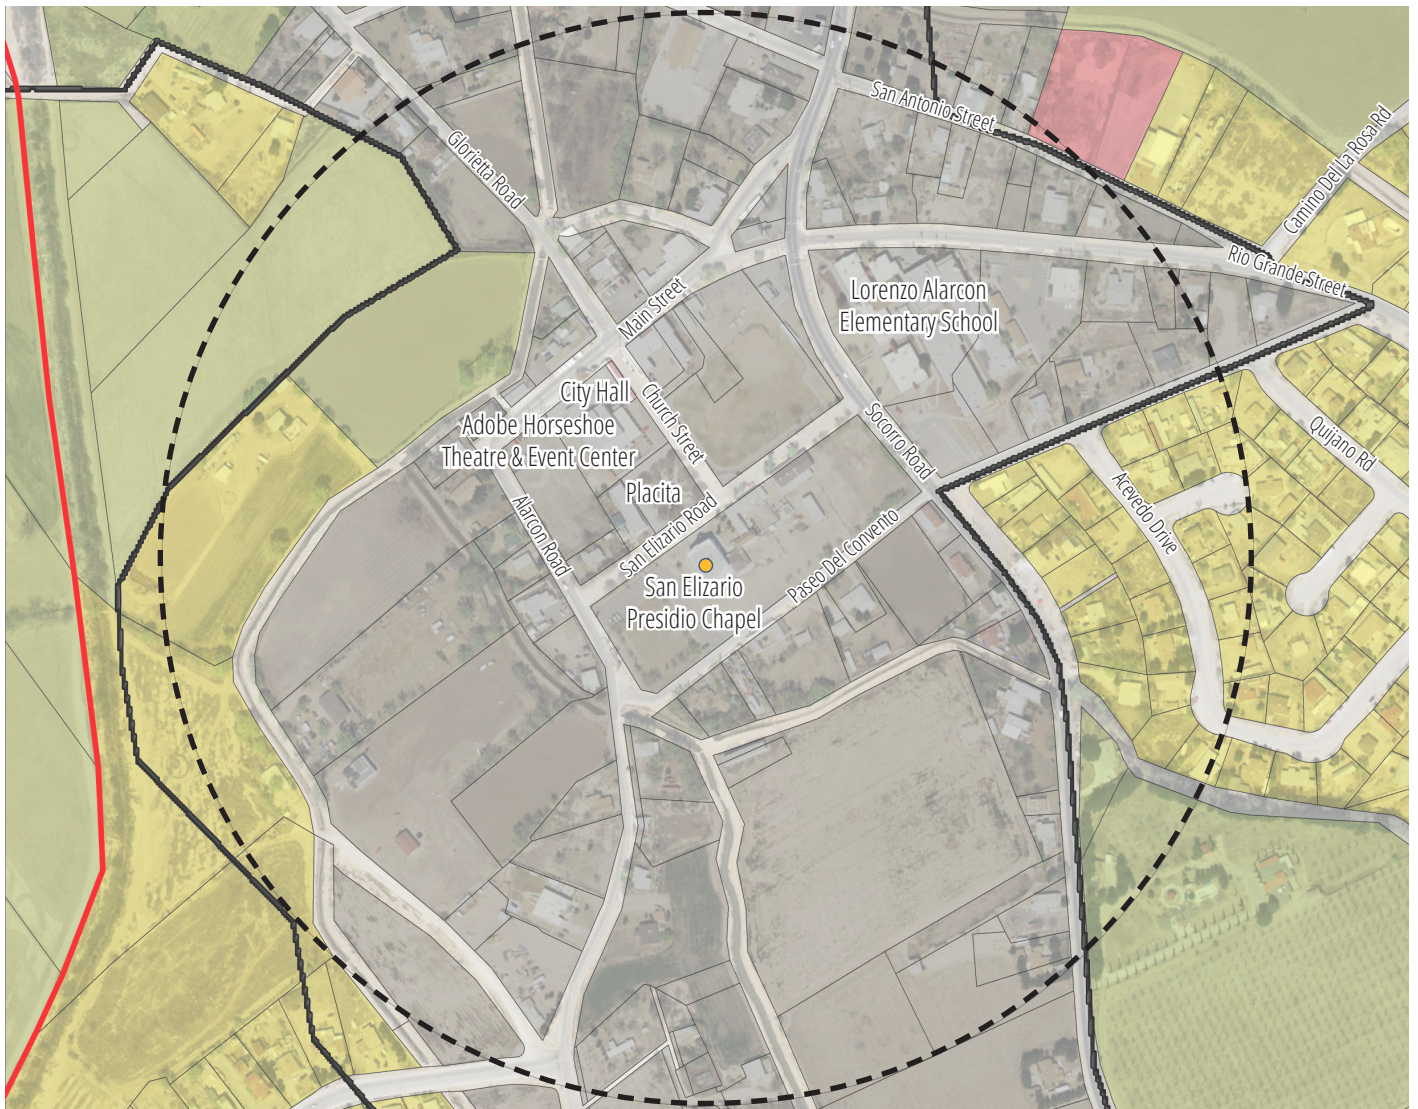 San Antonio Street
Camino Del La Rosa Rd
Glorietta Road
Rio Grande Street
Main Street
Lorenzo Alarcon
Elementary School
City Hall
Adobe Horseshoe
Theatre & Event Center
Church Street
Socorro Road
Quijano Rd
Placita
Acevedo Drive
Alarcon Road
San Elizario Road
Paseo Del Convento
San Elizario
Presidio Chapel